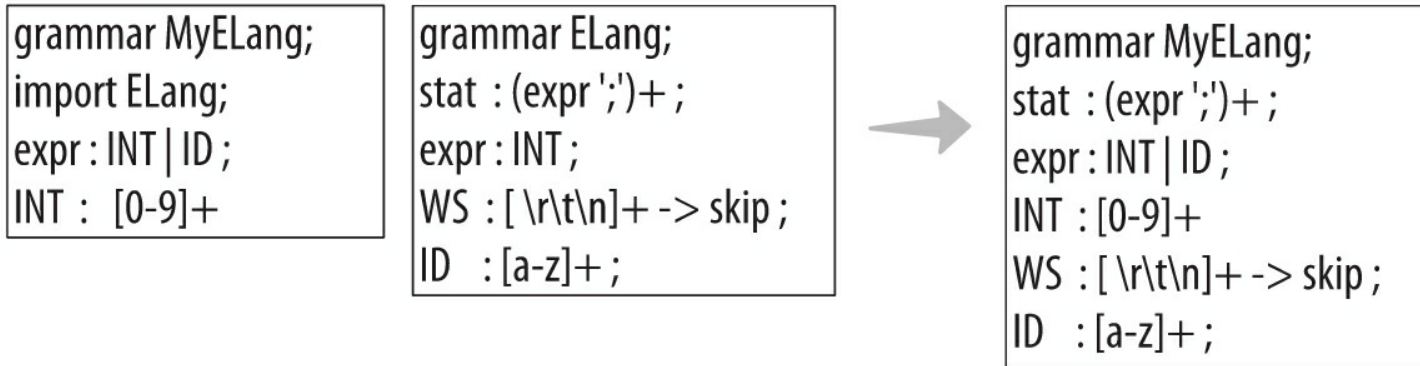 grammar MyELang;
import ELang;
expr : INT | ID ;
INT : [0-9]+
grammar ELang;
stat : (expr ';')+ ;
expr : INT ;
WS : [ \r\t\n]+ -> skip ;
ID : [a-z]+ ;
grammar MyELang;
stat : (expr ';')+ ;
expr : INT | ID ;
INT : [0-9]+
WS : [ \r\t\n]+ -> skip ;
ID : [a-z]+ ;